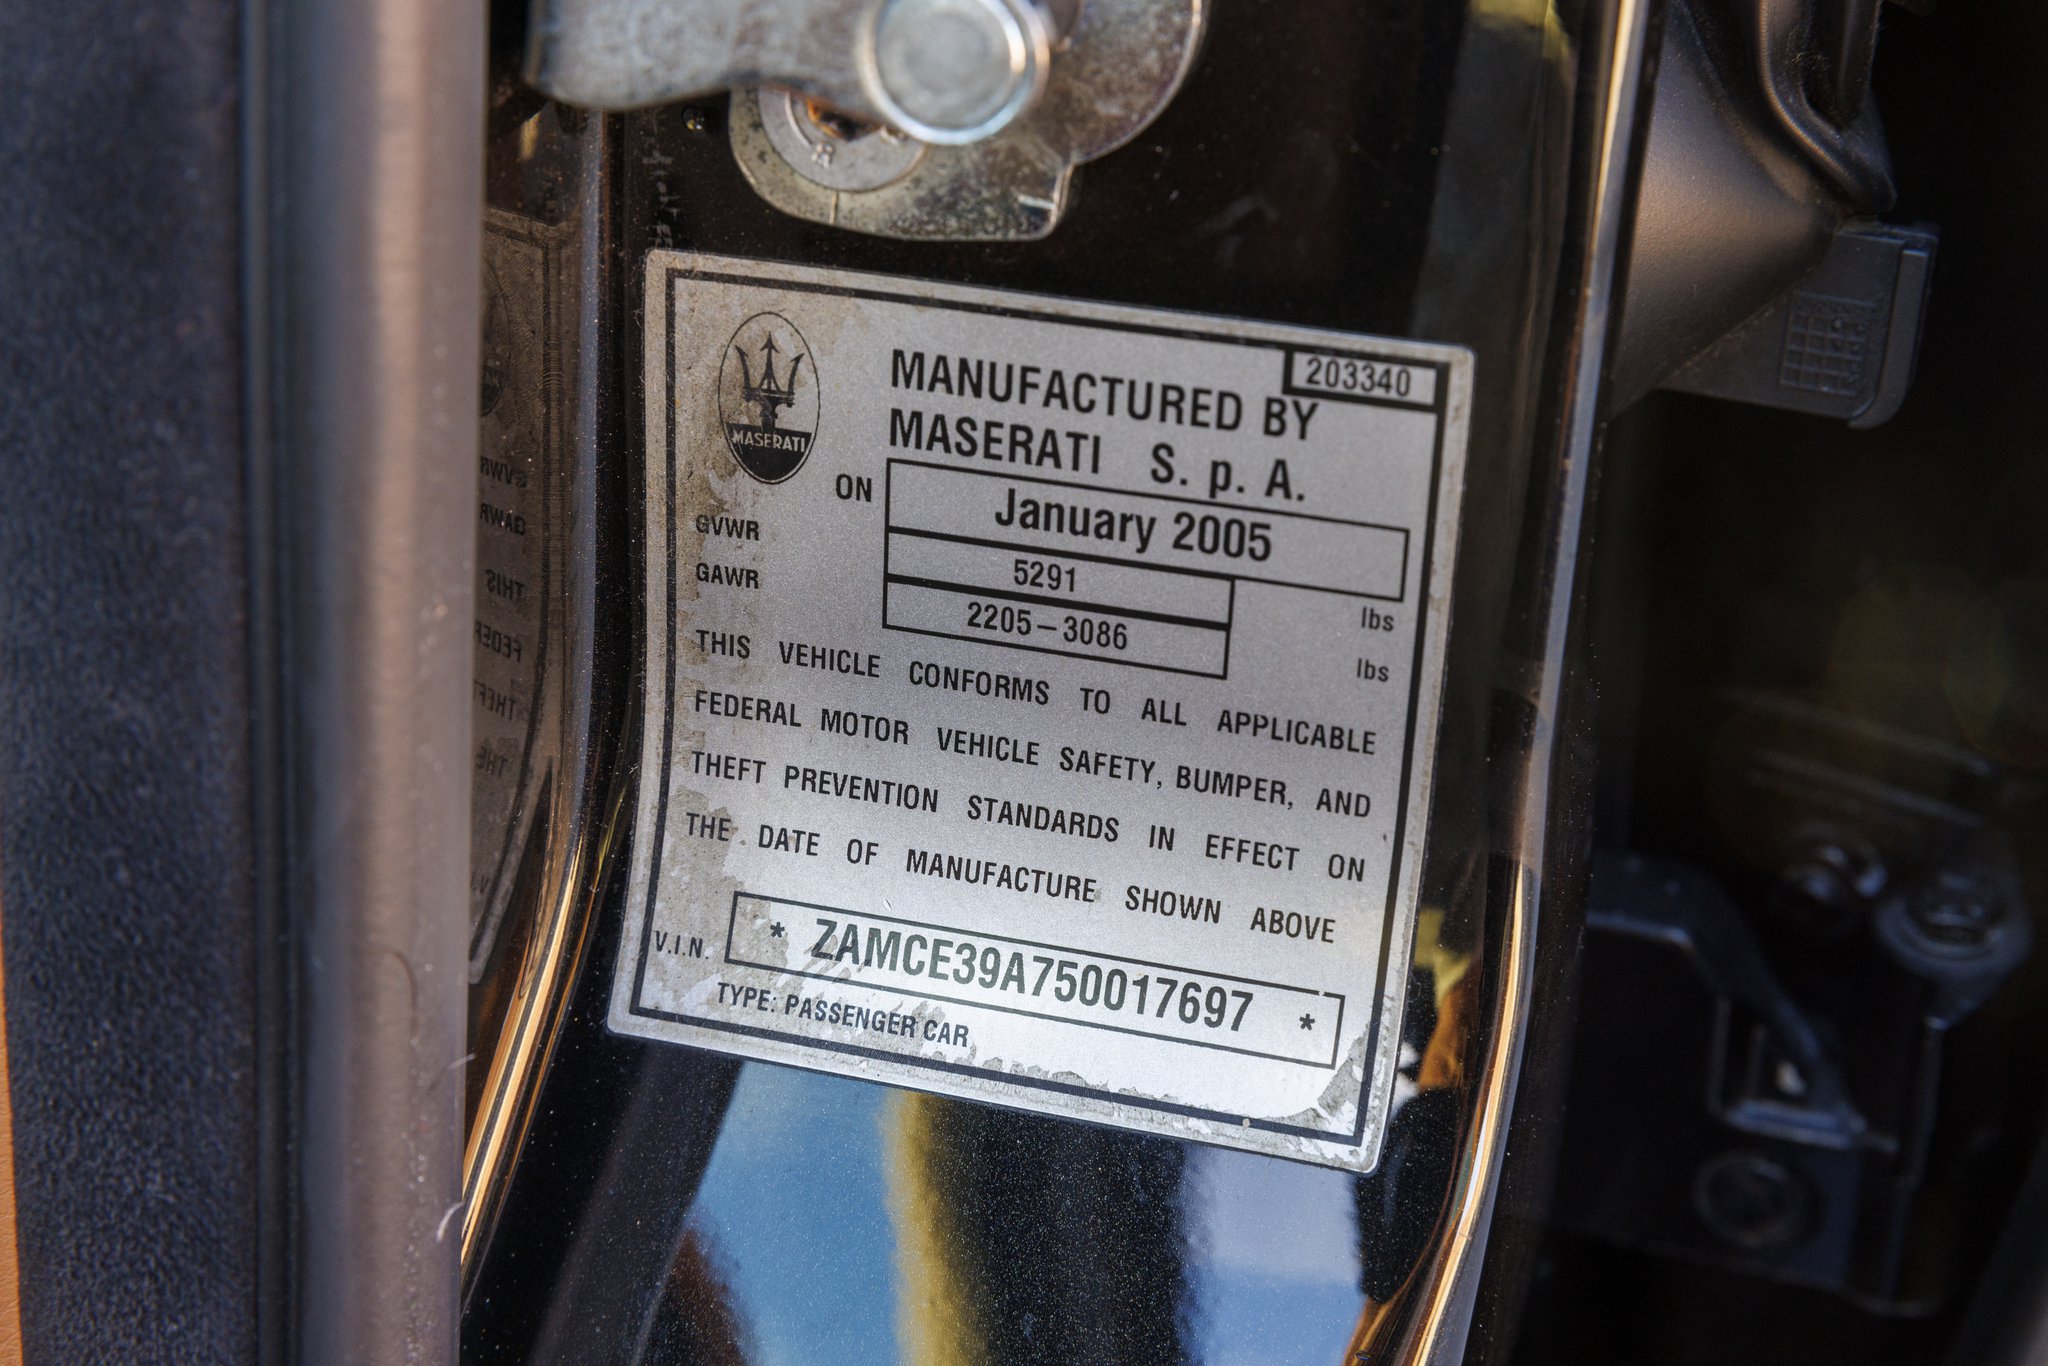 203340
MANUFACTURED BY
MASERATI S. p. A.
MASERATI
ON January 2005
GVWR 5291 lbs
GAWR 2205-3086 lbs
THIS VEHICLE CONFORMS TO ALL APPLICABLE
FEDERAL MOTOR VEHICLE SAFETY, BUMPER, AND
THEFT PREVENTION STANDARDS IN EFFECT ON
THE DATE OF MANUFACTURE SHOWN ABOVE
V.I.N. * ZAMCE39A750017697 *
TYPE: PASSENGER CAR